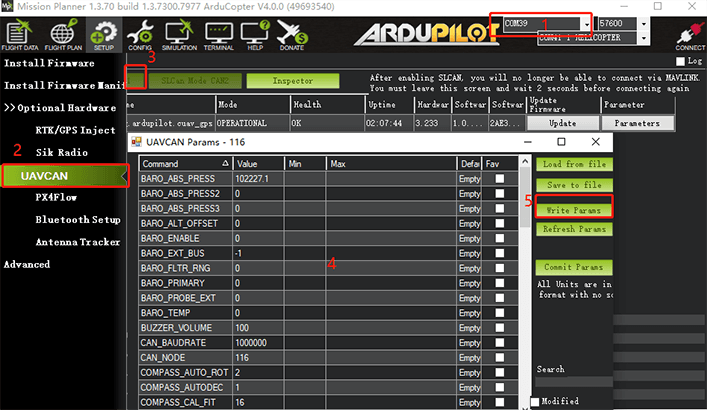 Mission Planner 1.3.70 build 1.3.7300.7977 ArduCopter V4.0.0 (49693540)
FLIGHT DATA FLIGHT PLAN SETUP CONFIG SIMULATION TERMINAL HELP DONATE
ARDUPILOT
COM39 1 57600
CONNECT
Install Firmware
3
Log
SLCan Mode CAN2 Inspector
After enabling SLCAN, you will no longer be able to connect via MAVLINK.
You must leave this screen and wait 2 seconders before connecting again
Install Firmware Manif
>> Optional Hardware
RTK/GPS Inject
2 Sik Radio
UAVCAN
PX4Flow
Bluetooth Setup
Antenna Tracker
Advanced
me Mode Health Uptime Hardwar Softwar Softwar Update Firmware Parameter
t.ardupilot.cuav_gps OPERATIONAL OK 02:07:44 3.233 1.0.... 2AE3... Update Parameters
UAVCAN Params - 116
Command Value Min Max Defau Fav
BARO_ABS_PRESS 102227.1 Empty
BARO_ABS_PRESS2 0 Empty
BARO_ABS_PRESS3 0 Empty
BARO_ALT_OFFSET 0 Empty
BARO_ENABLE 0 Empty
BARO_EXT_BUS -1 Empty
BARO_FLTR_RNG 0 4 Empty
BARO_PRIMARY 0 Empty
BARO_PROBE_EXT 0 Empty
BARO_TEMP 0 Empty
BUZZER_VOLUME 100 Empty
CAN_BAUDRATE 1000000 Empty
CAN_NODE 116 Empty
COMPASS_AUTO_ROT 2 Empty
COMPASS_AUTODEC 1 Empty
COMPASS_CAL_FIT 16 Empty
Load from file
Save to file
5 Write Params
Refresh Params
Commit Params
All Units are in
format with no sc
Search
Modified